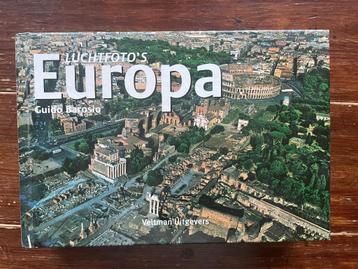 LUCHTFOTO'S
Europa
Guido Barosio
Veltman Uitgevers